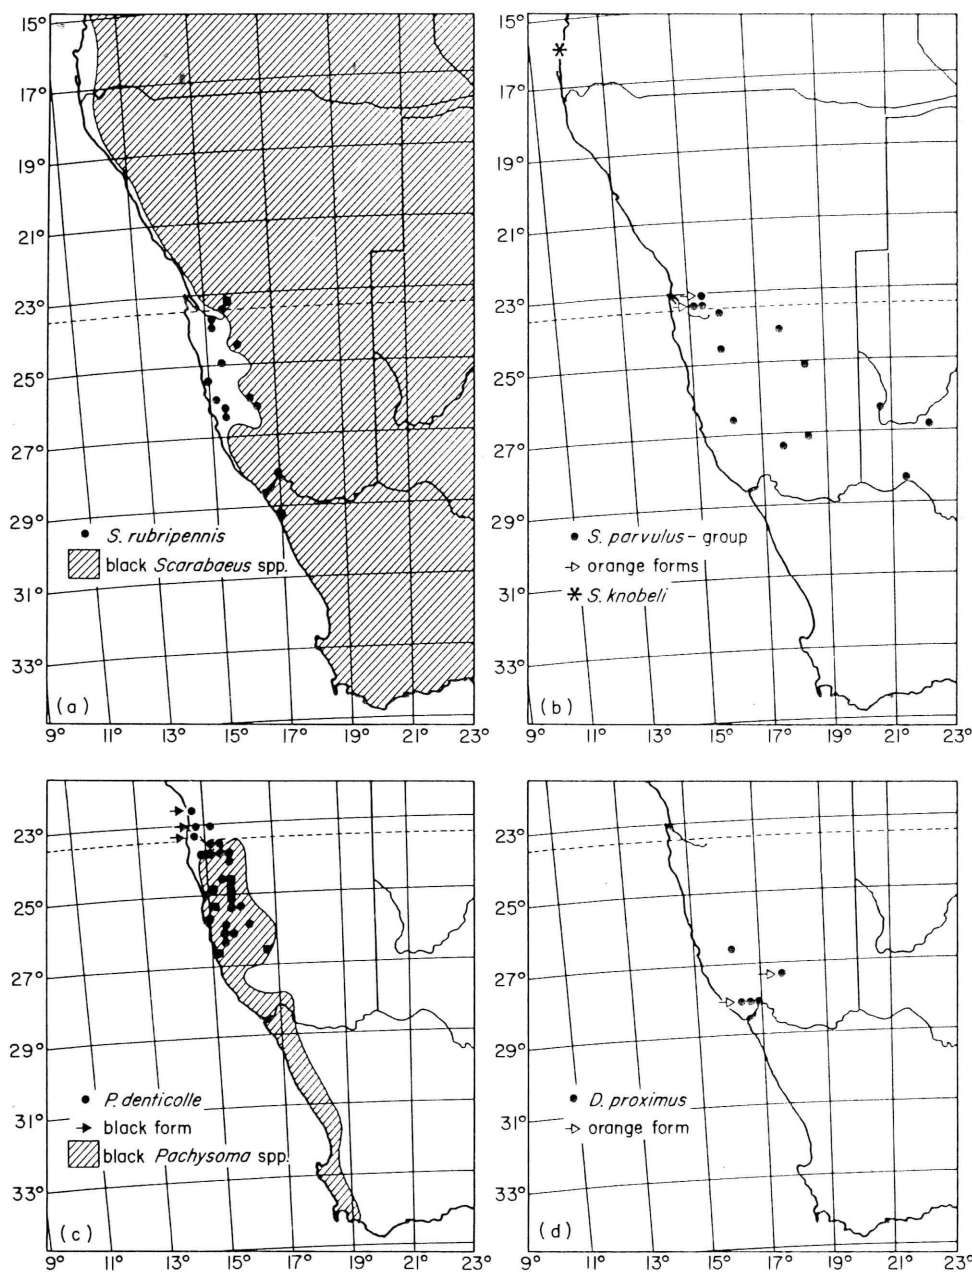 15°
17°
19°
21°
23°
25°
27°
29°
31°
33°
S. rubripennis
black Scarabaeus spp.
(a)
9° 11° 13° 15° 17° 19° 21° 23°
15°
17°
19°
21°
23°
25°
27°
29°
31°
33°
S. parvulus-group
orange forms
S. knobeli
(b)
9° 11° 13° 15° 17° 19° 21° 23°
23°
25°
27°
29°
31°
33°
P. denticolle
black form
black Pachysoma spp.
(c)
9° 11° 13° 15° 17° 19° 21° 23°
23°
25°
27°
29°
31°
33°
D. proximus
orange form
(d)
9° 11° 13° 15° 17° 19° 21° 23°